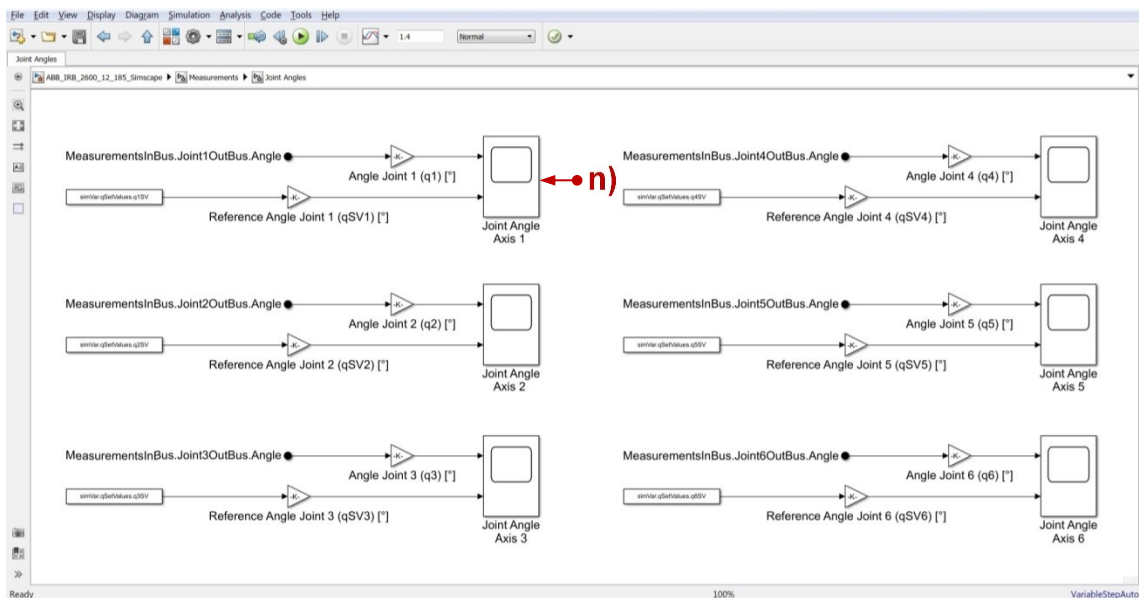 File Edit View Display Diagram Simulation Analysis Code Tools Help
1.4 Normal
Joint Angles
ABB_IRB_2600_12_185_Simscape Measurements Joint Angles
MeasurementsInBus.Joint1OutBus.Angle
-K-
Angle Joint 1 (q1) [°]
simVar.qSetValues.q1SV
-K-
Reference Angle Joint 1 (qSV1) [°]
Joint Angle
Axis 1
n)
MeasurementsInBus.Joint4OutBus.Angle
-K-
Angle Joint 4 (q4) [°]
simVar.qSetValues.q4SV
-K-
Reference Angle Joint 4 (qSV4) [°]
Joint Angle
Axis 4
MeasurementsInBus.Joint2OutBus.Angle
-K-
Angle Joint 2 (q2) [°]
simVar.qSetValues.q2SV
-K-
Reference Angle Joint 2 (qSV2) [°]
Joint Angle
Axis 2
MeasurementsInBus.Joint5OutBus.Angle
-K-
Angle Joint 5 (q5) [°]
simVar.qSetValues.q5SV
-K-
Reference Angle Joint 5 (qSV5) [°]
Joint Angle
Axis 5
MeasurementsInBus.Joint3OutBus.Angle
-K-
Angle Joint 3 (q3) [°]
simVar.qSetValues.q3SV
-K-
Reference Angle Joint 3 (qSV3) [°]
Joint Angle
Axis 3
MeasurementsInBus.Joint6OutBus.Angle
-K-
Angle Joint 6 (q6) [°]
simVar.qSetValues.q6SV
-K-
Reference Angle Joint 6 (qSV6) [°]
Joint Angle
Axis 6
Ready 100% VariableStepAuto